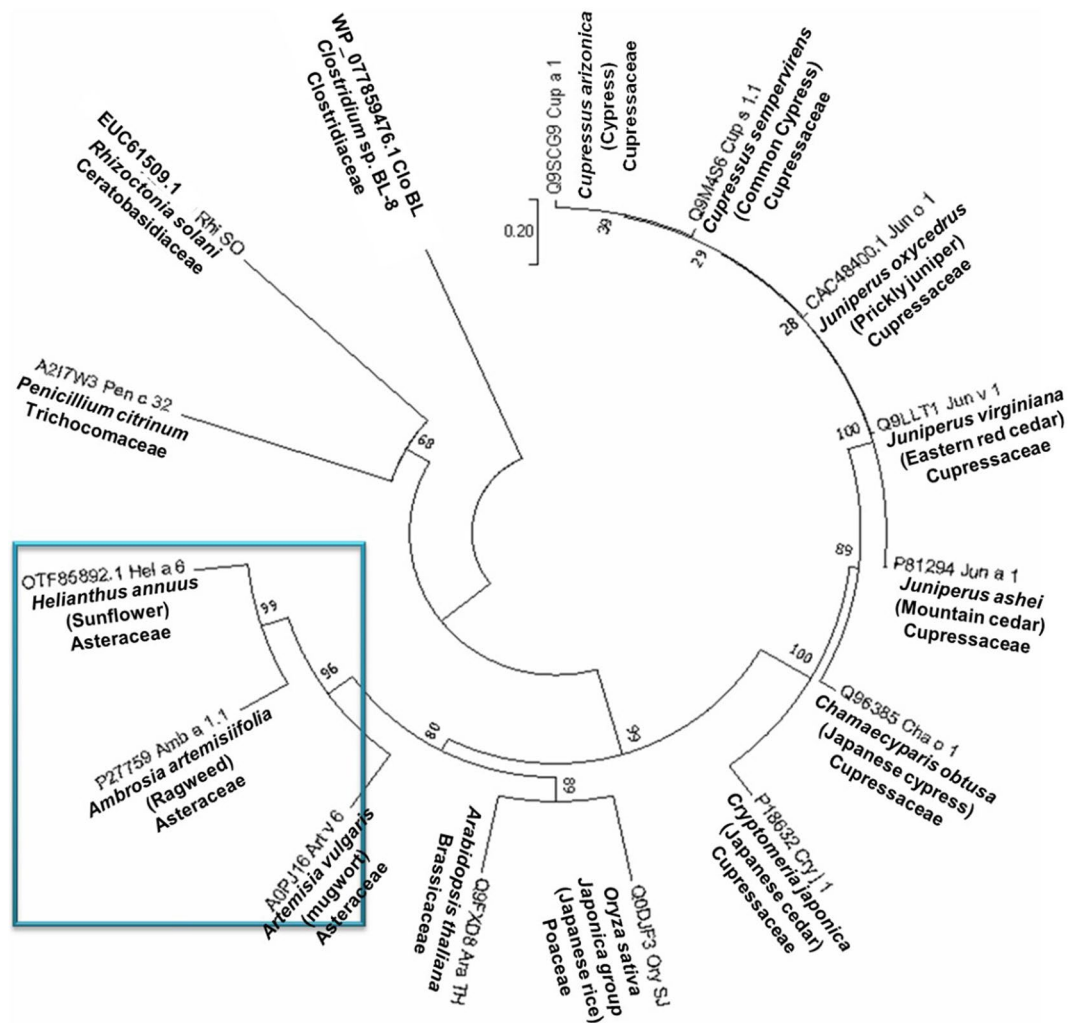 WP_077859476.1 Clo BL
Clostridium sp. BL-8
Clostridiaceae
Q9SCG9 Cup a 1
Cupressus arizonica
(Cypress)
Cupressaceae
Q9M4S6 Cup s 1.1
Cupressus sempervirens
(Common Cypress)
Cupressaceae
CAC48400.1 Jun o 1
Juniperus oxycedrus
(Prickly juniper)
Cupressaceae
Q9LLT1 Jun v 1
Juniperus virginiana
(Eastern red cedar)
Cupressaceae
P81294 Jun a 1
Juniperus ashei
(Mountain cedar)
Cupressaceae
Q96385 Cha o 1
Chamaecyparis obtusa
(Japanese cypress)
Cupressaceae
P18632 Cry j 1
Cryptomeria japonica
(Japanese cedar)
Cupressaceae
Q0DJF3 Ory SJ
Oryza sativa
Japonica group
(Japanese rice)
Poaceae
Arabidopsis thaliana
Brassicaceae
Q9FXD8 Ara TH
A0PJ16 Art v 6
Artemisia vulgaris
(mugwort)
Asteraceae
P27759 Amb a 1.1
Ambrosia artemisiifolia
(Ragweed)
Asteraceae
OTF85892.1 Hel a 6
Helianthus annuus
(Sunflower)
Asteraceae
A2I7W3 Pen c 32
Penicillium citrinum
Trichocomaceae
EUC61509.1
Rhi SO
Rhizoctonia solani
Ceratobasidiaceae
0.20
39
29
28
100
89
100
99
89
80
96
99
68